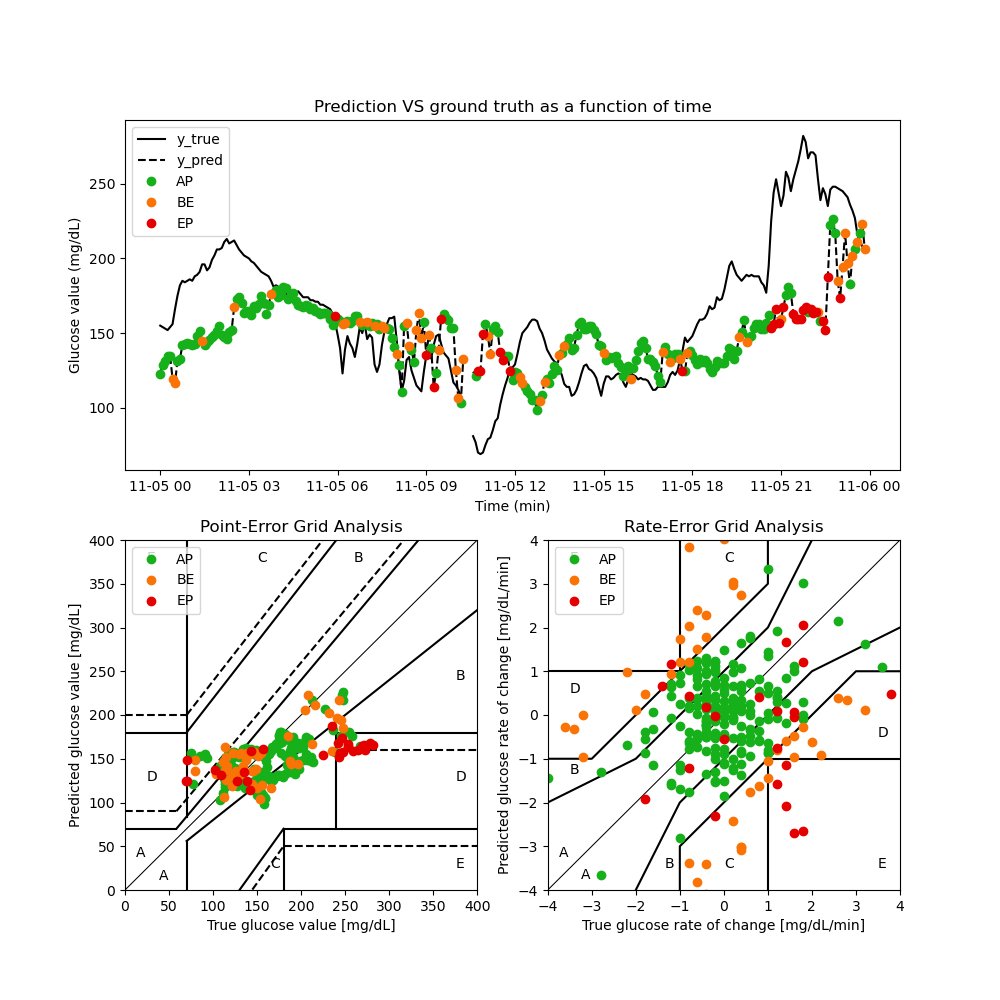 Prediction VS ground truth as a function of time
Glucose value (mg/dL)
250
200
150
100
y_true
y_pred
AP
BE
EP
11-05 00 11-05 03 11-05 06 11-05 09 11-05 12 11-05 15 11-05 18 11-05 21 11-06 00
Time (min)
Point-Error Grid Analysis
Predicted glucose value [mg/dL]
400
350
300
250
200
150
100
50
0
AP
BE
EP
C B
B
D D
A
A
C
E
0 50 100 150 200 250 300 350 400
True glucose value [mg/dL]
Rate-Error Grid Analysis
Predicted glucose rate of change [mg/dL/min]
4
3
2
1
0
−1
−2
−3
−4
AP
BE
EP
C
D
D
B
A
A
B C
E
−4 −3 −2 −1 0 1 2 3 4
True glucose rate of change [mg/dL/min]